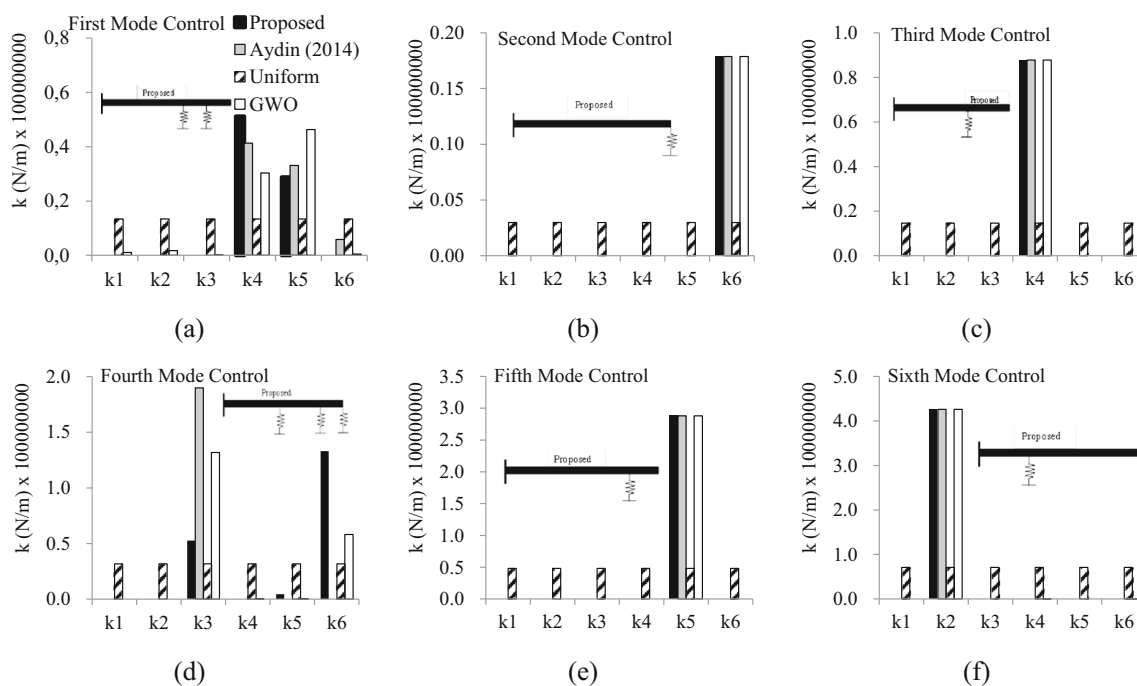 First Mode Control
Proposed
Aydin (2014)
Uniform
GWO
k (N/m) x 100000000
0,8
0,6
0,4
0,2
0,0
Proposed
k1 k2 k3 k4 k5 k6
(a)
Second Mode Control
k (N/m) x 100000000
0.20
0.15
0.10
0.05
0.00
Proposed
k1 k2 k3 k4 k5 k6
(b)
Third Mode Control
k (N/m) x 100000000
1.0
0.8
0.6
0.4
0.2
0.0
Proposed
k1 k2 k3 k4 k5 k6
(c)
Fourth Mode Control
k (N/m) x 100000000
2.0
1.5
1.0
0.5
0.0
Proposed
k1 k2 k3 k4 k5 k6
(d)
Fifth Mode Control
k (N/m) x 100000000
3.5
3.0
2.5
2.0
1.5
1.0
0.5
0.0
Proposed
k1 k2 k3 k4 k5 k6
(e)
Sixth Mode Control
k (N/m) x 100000000
5.0
4.0
3.0
2.0
1.0
0.0
Proposed
k1 k2 k3 k4 k5 k6
(f)